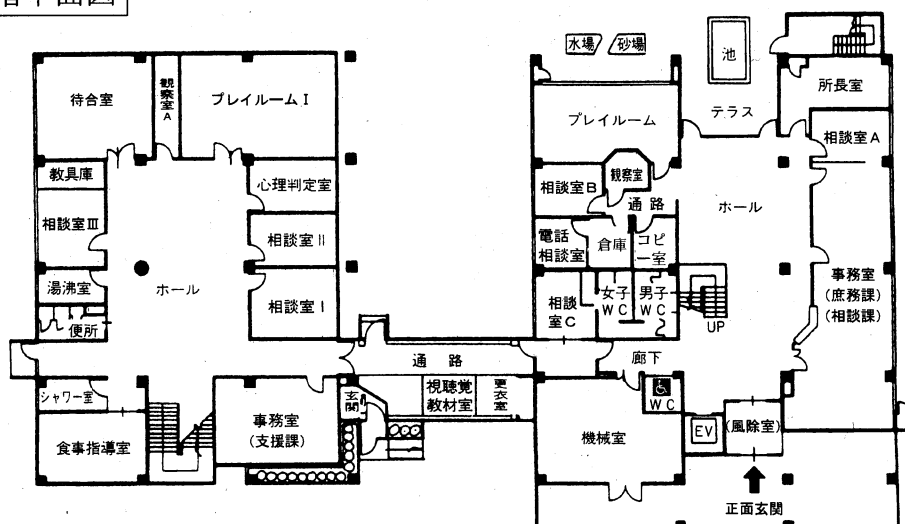 階平面図
水場
砂場
池
待合室
観察室A
プレイルームⅠ
プレイルーム
テラス
所長室
相談室A
教具庫
心理判定室
相談室B
観察室
通路
ホール
相談室Ⅲ
相談室Ⅱ
電話
相談室
倉庫
コピ
ー室
湯沸室
ホール
相談室Ⅰ
相談
室C
女子
WC
男子
WC
UP
事務室
(庶務課)
(相談課)
便所
通路
廊下
シャワー室
玄関
視聴覚
教材室
更衣室
WC
食事指導室
事務室
(支援課)
機械室
EV
(風除室)
正面玄関